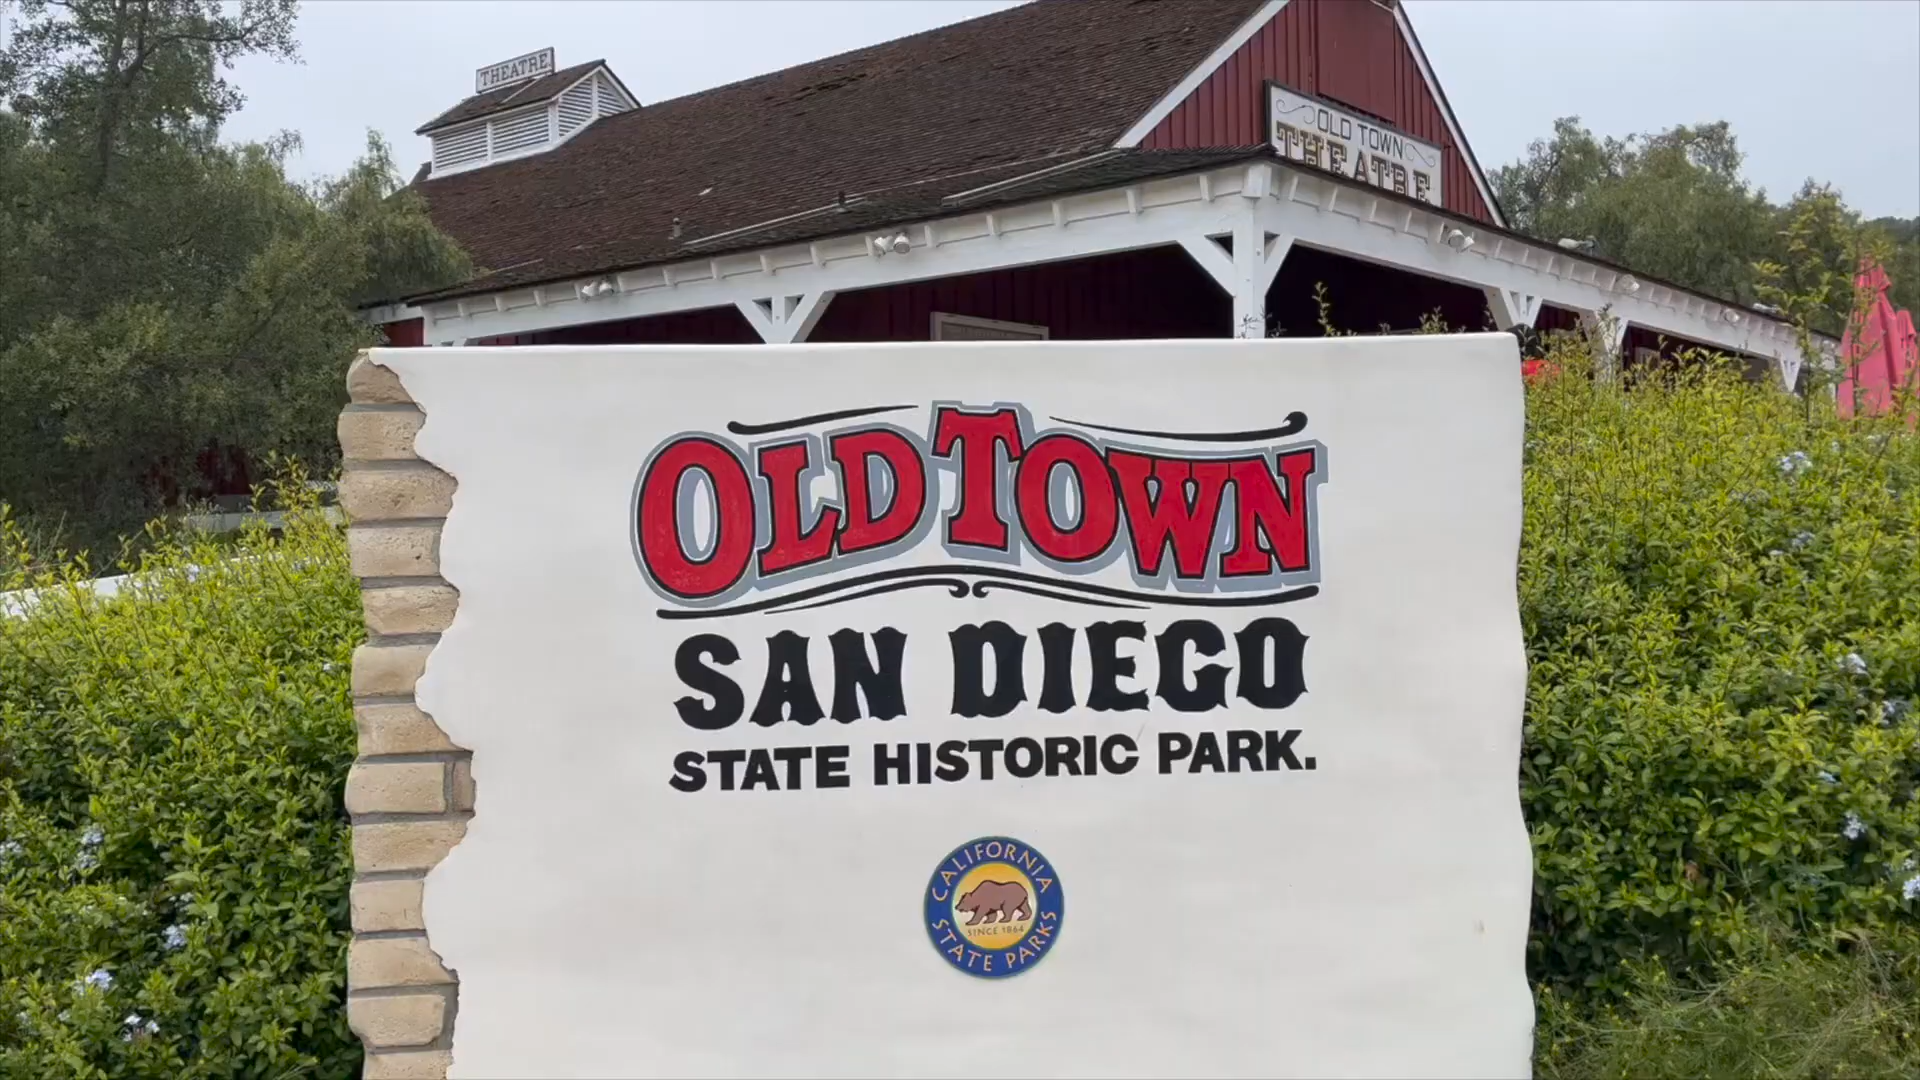 THEATRE
OLD TOWN
THEATRE
OLD TOWN
SAN DIEGO
STATE HISTORIC PARK.
CALIFORNIA
SINCE 1864
STATE PARKS